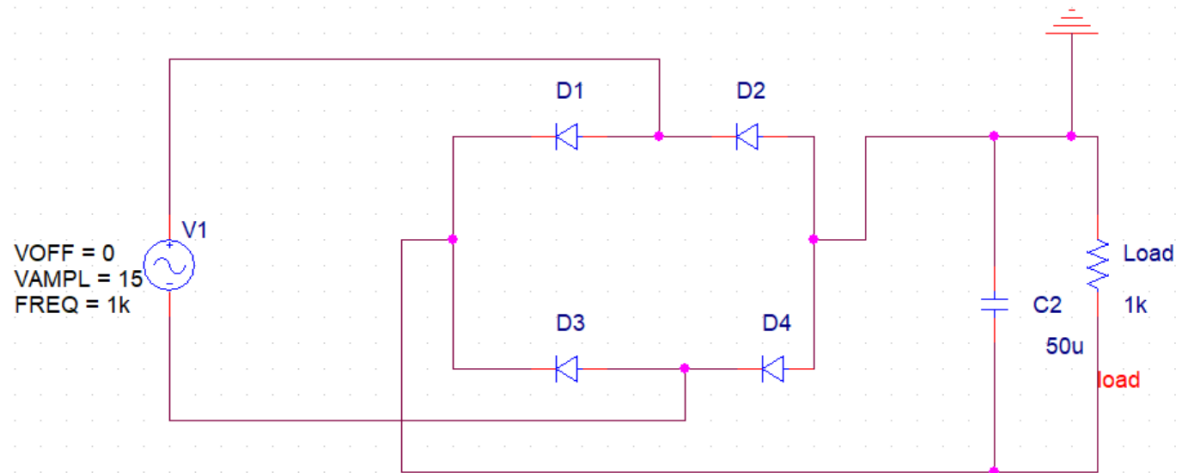 D1
D2
V1
VOFF = 0
VAMPL = 15
FREQ = 1k
+
-
Load
1k
C2
50u
D3
D4
load